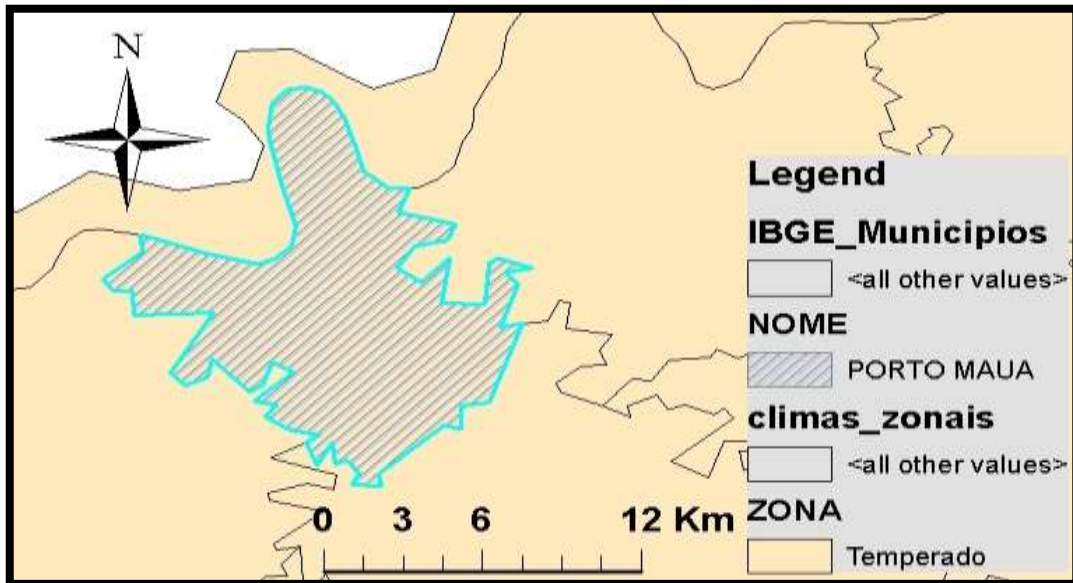 N
Legend
IBGE_Municipios
<all other values>
NOME
PORTO MAUA
climas_zonais
<all other values>
ZONA
Temperado
0 3 6 12 Km